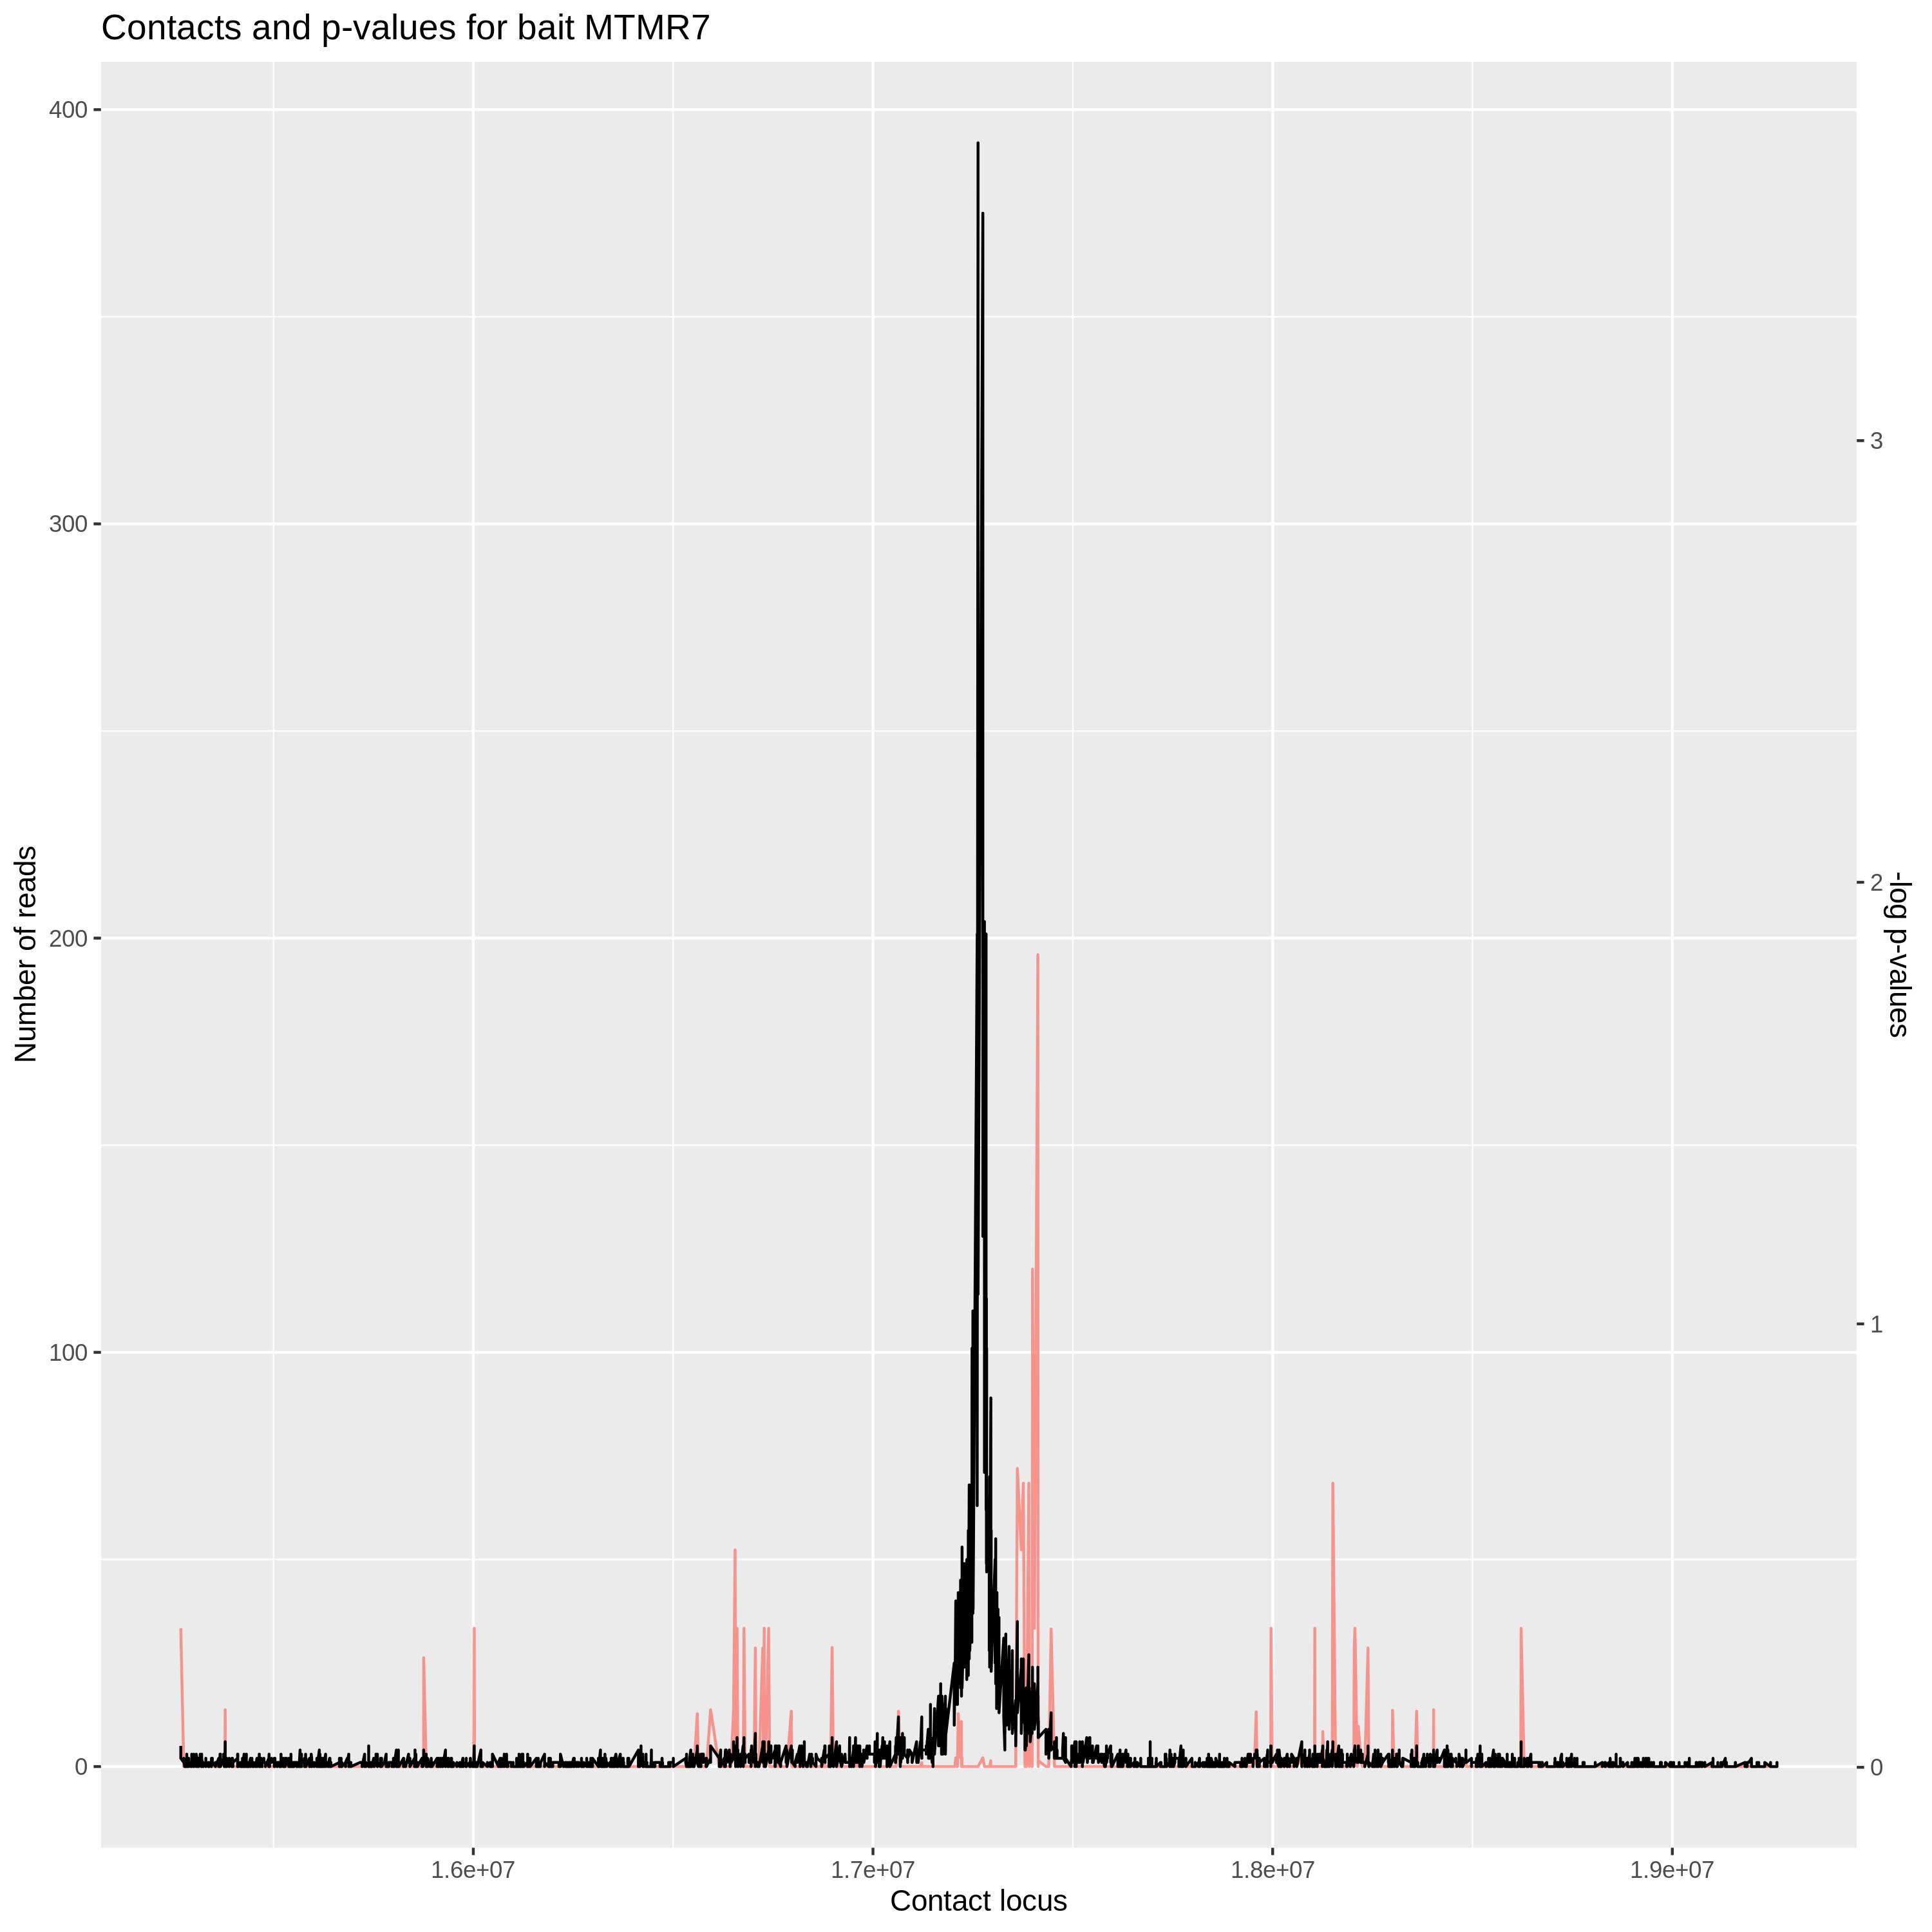 Contacts and p-values for bait MTMR7
400
300
200
100
0
Number of reads
3
2
1
0
-log p-values
1.6e+07
1.7e+07
1.8e+07
1.9e+07
Contact locus